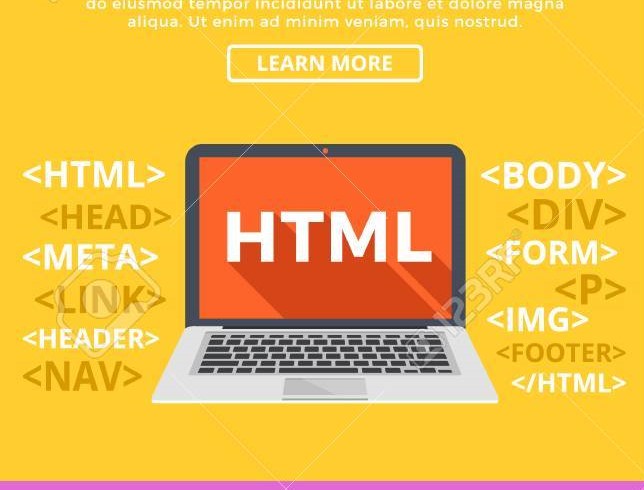 do eiusmod tempor incididunt ut labore et dolore magna
aliqua. Ut enim ad minim veniam, quis nostrud.
LEARN MORE
<HTML>
<HEAD>
<META>
<LINK>
<HEADER>
<NAV>
HTML
<BODY>
<DIV>
<FORM>
<P>
<IMG>
<FOOTER>
</HTML>
123RF